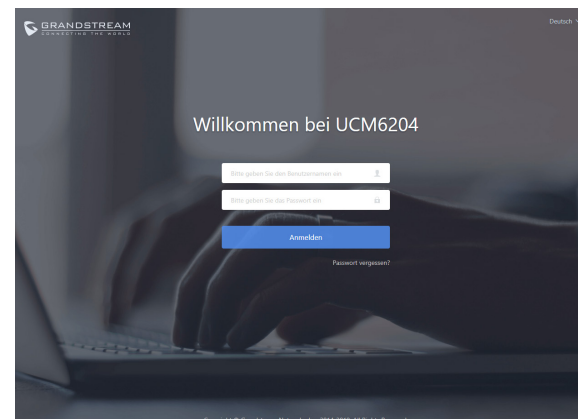 GRANDSTREAM
CONNECTING THE WORLD
Deutsch
Willkommen bei UCM6204
Bitte geben Sie den Benutzernamen ein
Bitte geben Sie das Passwort ein
Anmelden
Passwort vergessen?